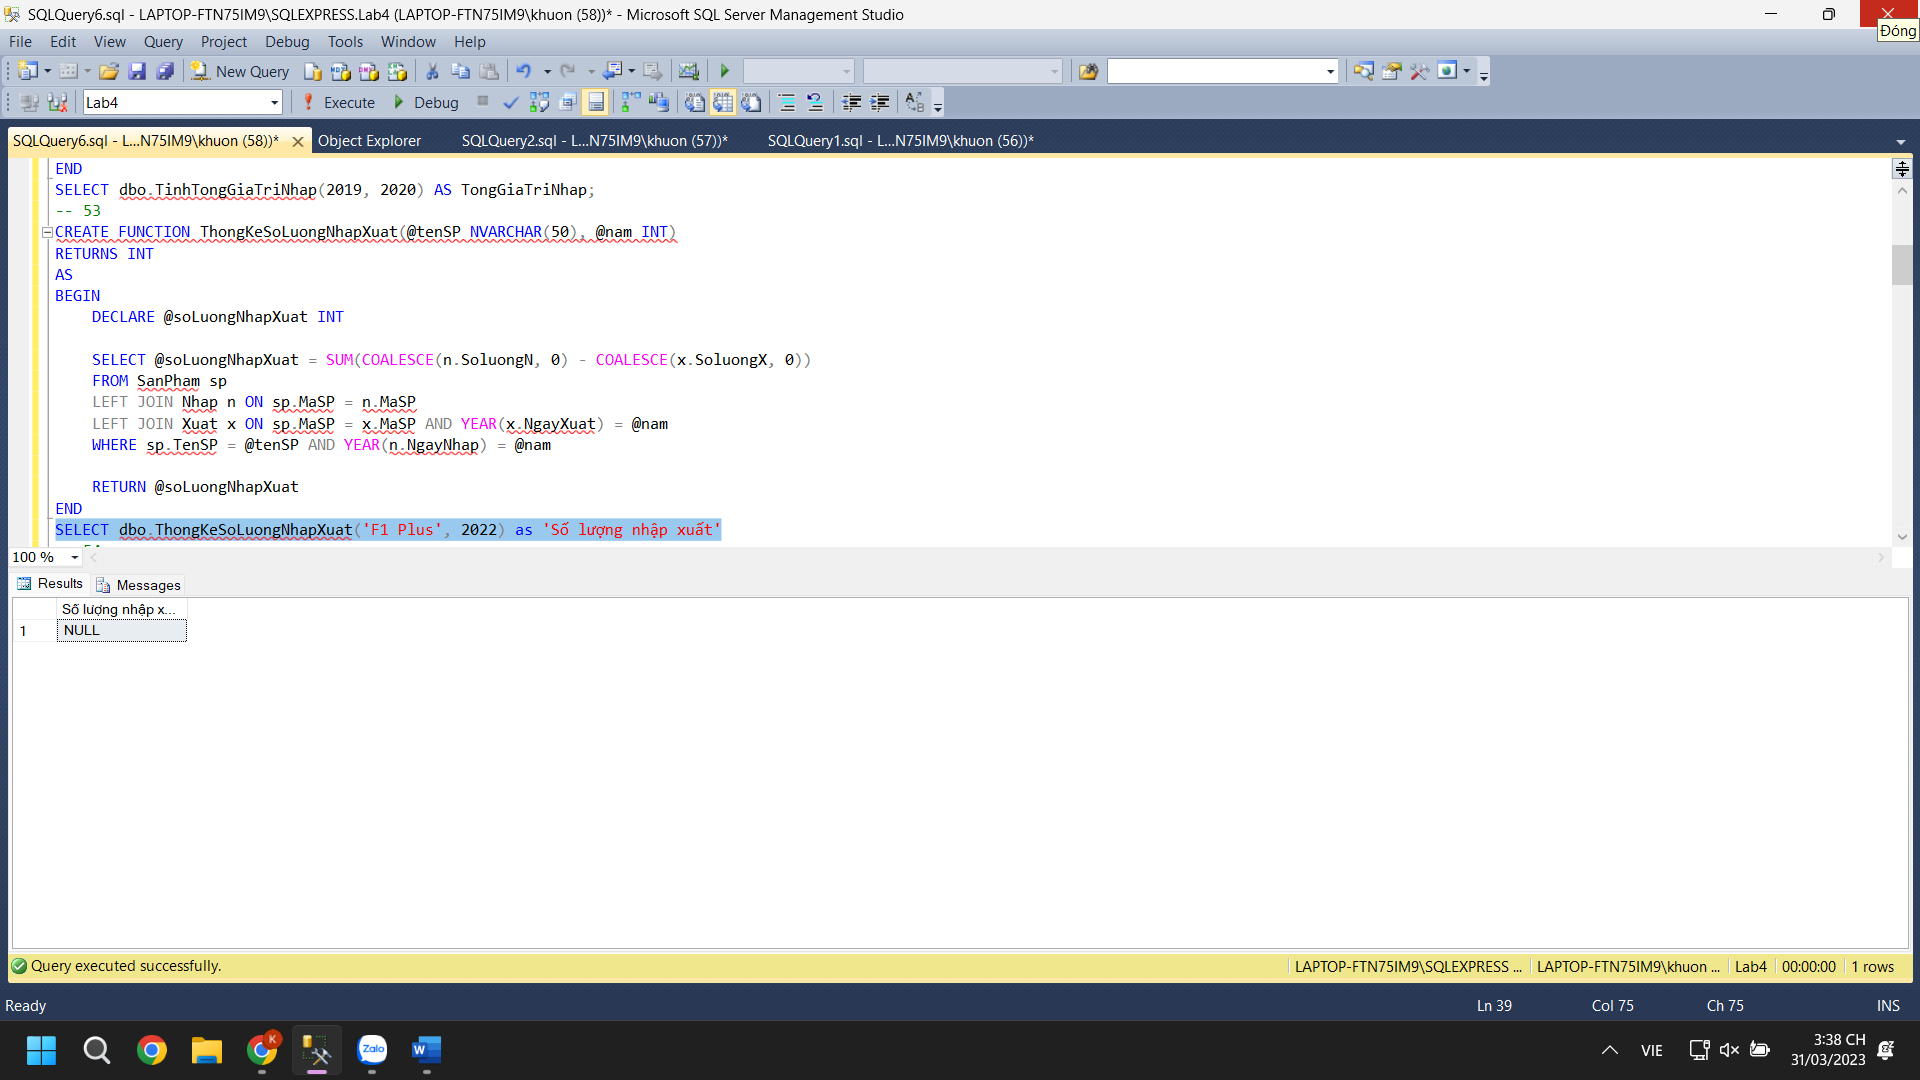 SQLQuery6.sql - LAPTOP-FTN75IM9\SQLEXPRESS.Lab4 (LAPTOP-FTN75IM9\khuon (58))* - Microsoft SQL Server Management Studio
Đóng
File Edit View Query Project Debug Tools Window Help
New Query
Lab4 Execute Debug
SQLQuery6.sql - L...N75IM9\khuon (58))* Object Explorer SQLQuery2.sql - L...N75IM9\khuon (57))* SQLQuery1.sql - L...N75IM9\khuon (56))*
END
SELECT dbo.TinhTongGiaTriNhap(2019, 2020) AS TongGiaTriNhap;
-- 53
CREATE FUNCTION ThongKeSoLuongNhapXuat(@tenSP NVARCHAR(50), @nam INT)
RETURNS INT
AS
BEGIN
DECLARE @soLuongNhapXuat INT
SELECT @soLuongNhapXuat = SUM(COALESCE(n.SoluongN, 0) - COALESCE(x.SoluongX, 0))
FROM SanPham sp
LEFT JOIN Nhap n ON sp.MaSP = n.MaSP
LEFT JOIN Xuat x ON sp.MaSP = x.MaSP AND YEAR(x.NgayXuat) = @nam
WHERE sp.TenSP = @tenSP AND YEAR(n.NgayNhap) = @nam
RETURN @soLuongNhapXuat
END
SELECT dbo.ThongKeSoLuongNhapXuat('F1 Plus', 2022) as 'Số lượng nhập xuất'
100 %
Results Messages
Số lượng nhập x...
1 NULL
Query executed successfully. LAPTOP-FTN75IM9\SQLEXPRESS ... LAPTOP-FTN75IM9\khuon ... Lab4 00:00:00 1 rows
Ready Ln 39 Col 75 Ch 75 INS
K Zalo W VIE 3:38 CH
31/03/2023